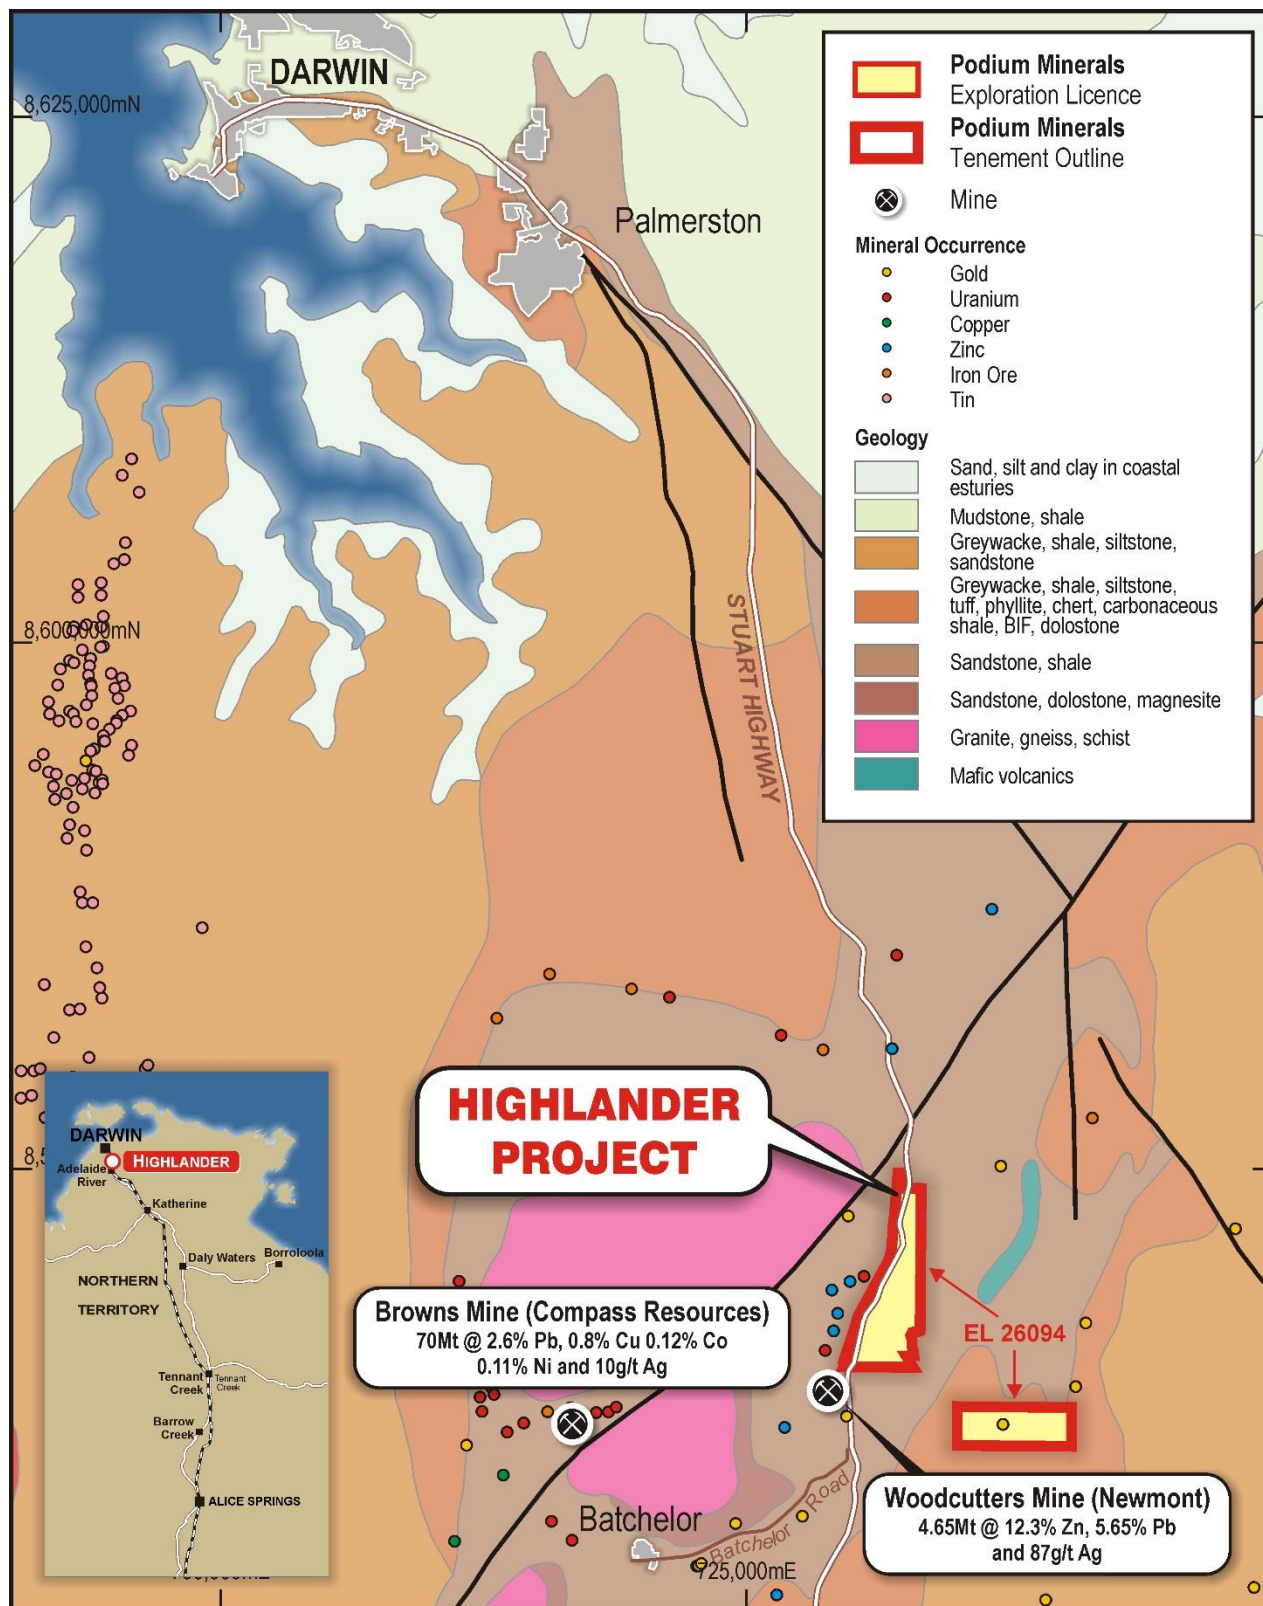 DARWIN
8,625,000mN
Palmerston
Podium Minerals
Exploration Licence
Podium Minerals
Tenement Outline
Mine
Mineral Occurrence
Gold
Uranium
Copper
Zinc
Iron Ore
Tin
Geology
Sand, silt and clay in coastal
esturies
Mudstone, shale
Greywacke, shale, siltstone,
sandstone
Greywacke, shale, siltstone,
tuff, phyllite, chert, carbonaceous
shale, BIF, dolostone
Sandstone, shale
Sandstone, dolostone, magnesite
Granite, gneiss, schist
Mafic volcanics
8,600,000mN
STUART HIGHWAY
HIGHLANDER
PROJECT
8,5
EL 26094
Browns Mine (Compass Resources)
70Mt @ 2.6% Pb, 0.8% Cu 0.12% Co
0.11% Ni and 10g/t Ag
Woodcutters Mine (Newmont)
4.65Mt @ 12.3% Zn, 5.65% Pb
and 87g/t Ag
Batchelor
Batchelor Road
725,000mE
DARWIN
HIGHLANDER
Adelaide
River
Katherine
Daly Waters
Borroloola
NORTHERN
TERRITORY
Tennant
Creek
Tennant
Creek
Barrow
Creek
ALICE SPRINGS